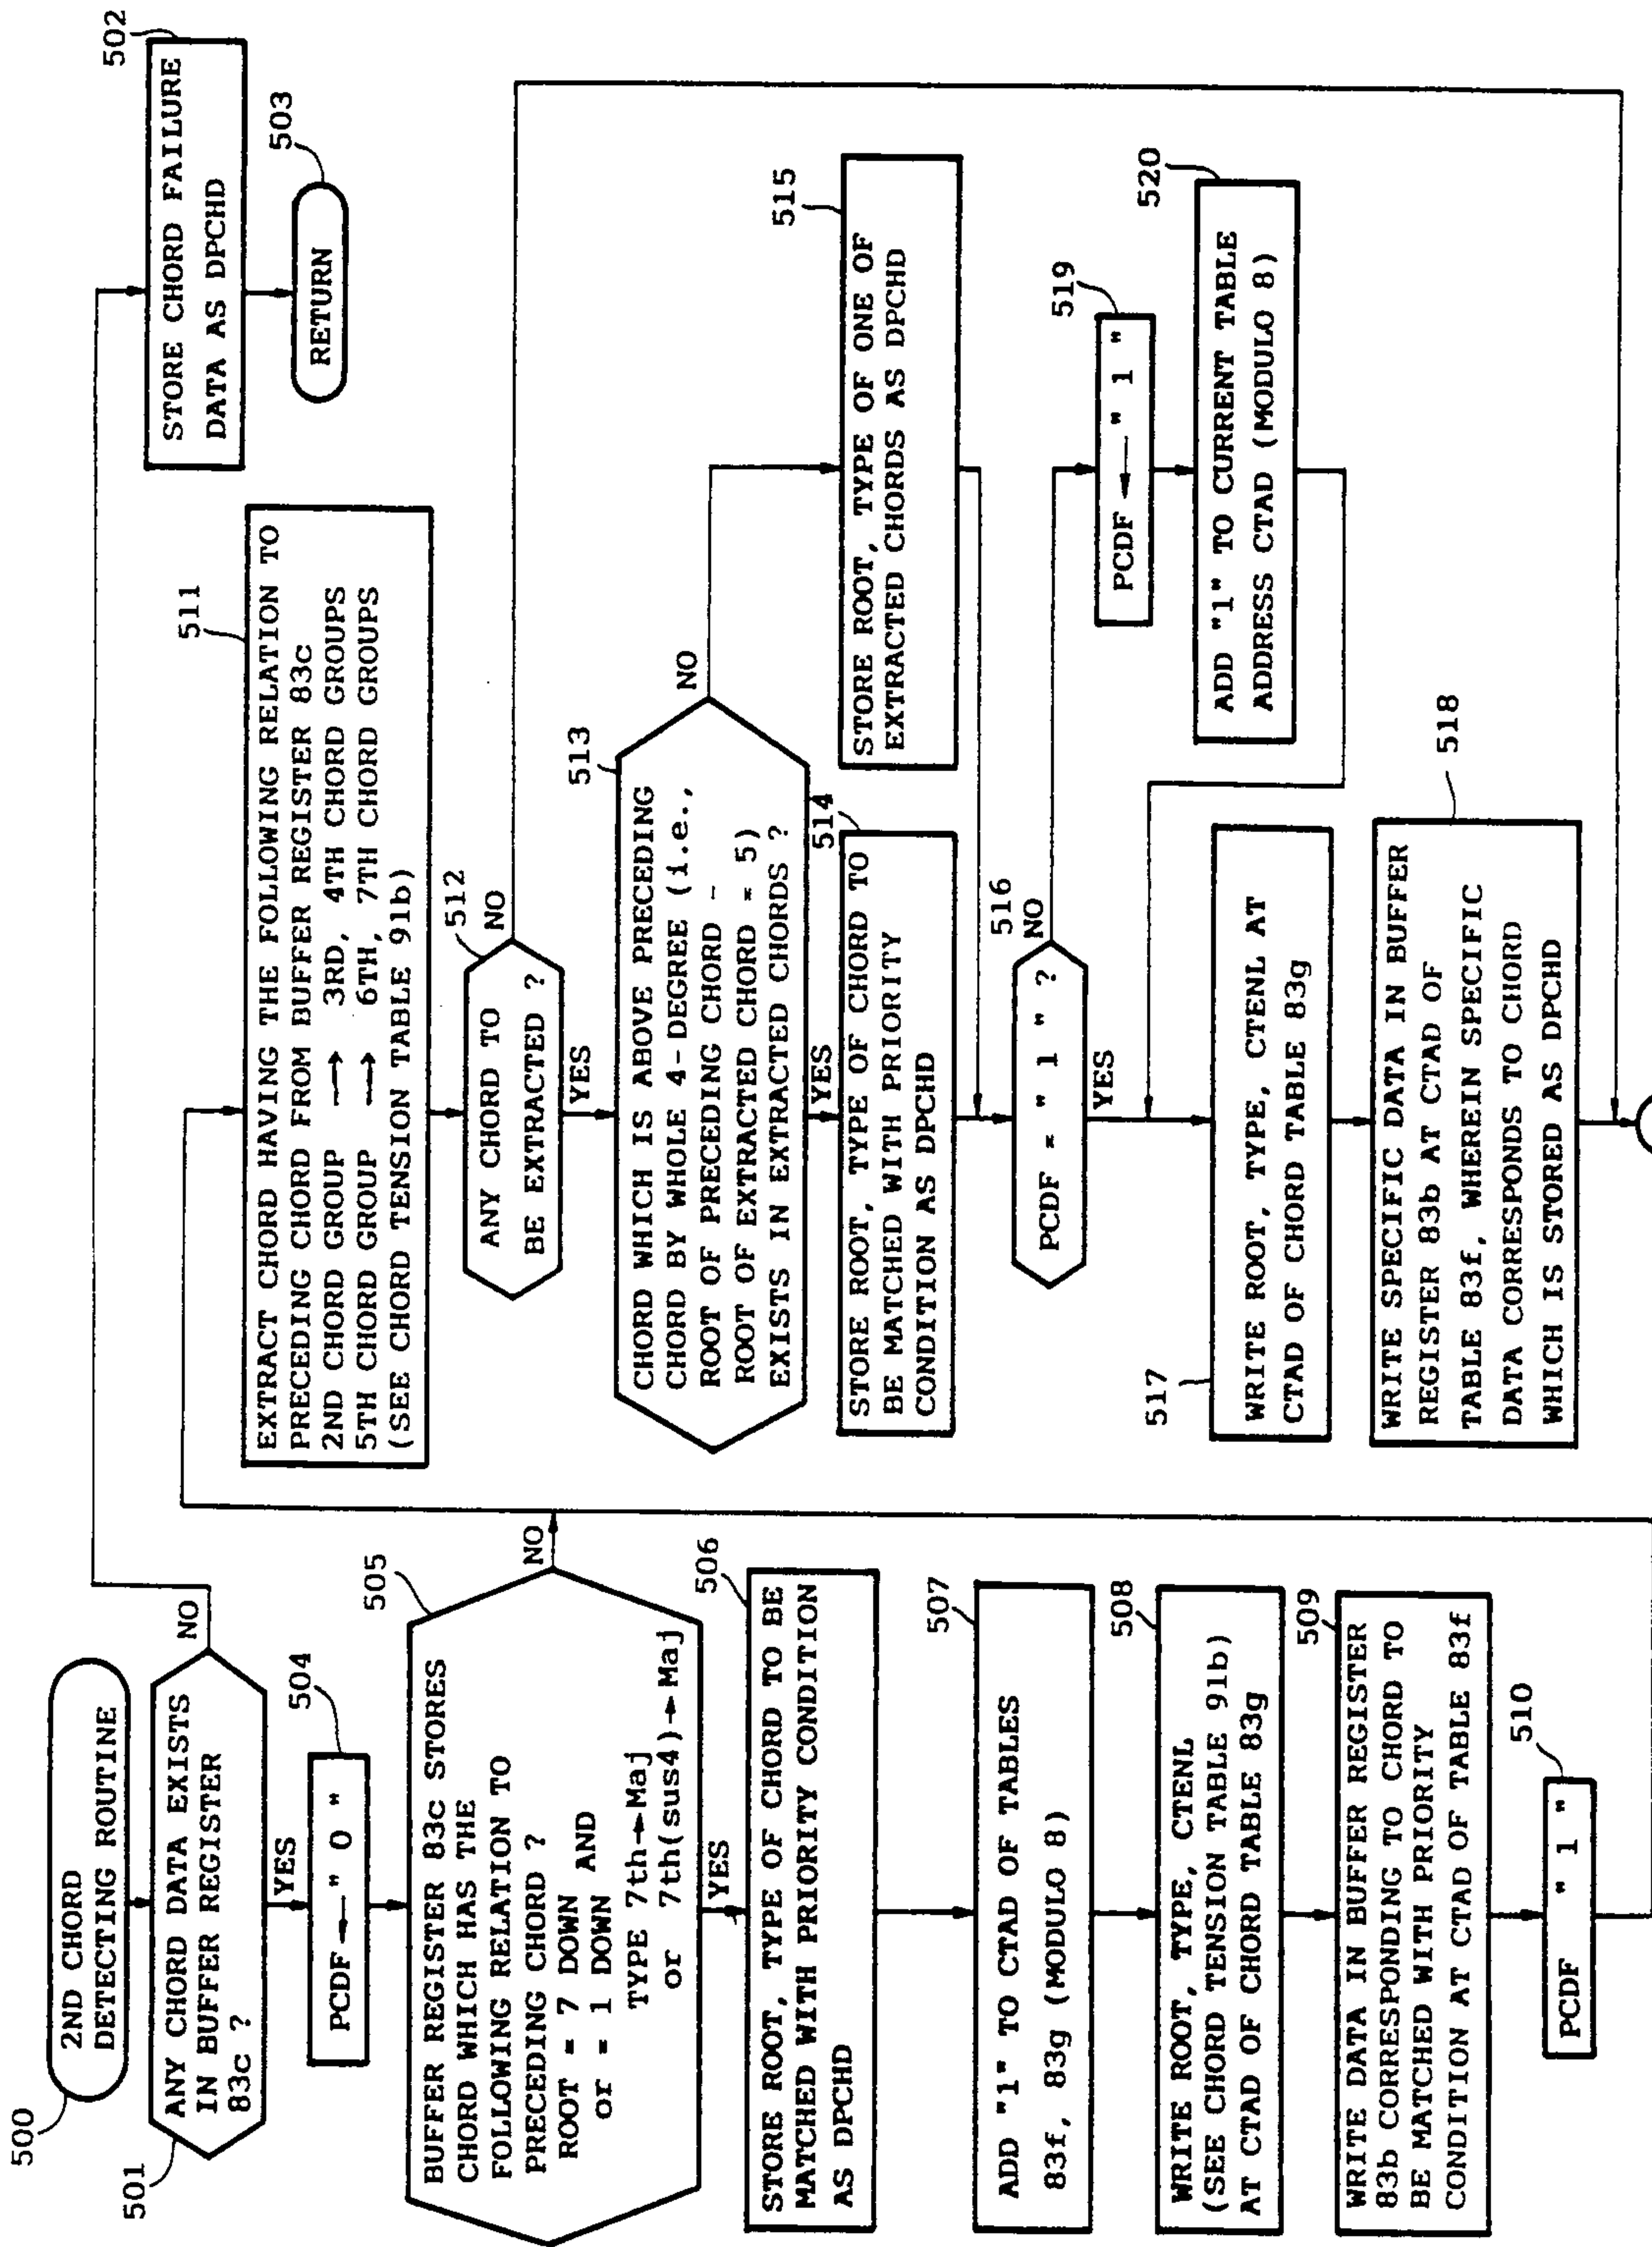 500
2ND CHORD
DETECTING ROUTINE
501
ANY CHORD DATA EXISTS
IN BUFFER REGISTER
83c ?
NO
YES
502
STORE CHORD FAILURE
DATA AS DPCHD
503
RETURN
504
PCDF ← " 0 "
505
BUFFER REGISTER 83c STORES
CHORD WHICH HAS THE
FOLLOWING RELATION TO
PRECEDING CHORD ?
ROOT = 7 DOWN AND
or = 1 DOWN
TYPE 7th→Maj
or 7th(sus4)→Maj
NO
YES
506
STORE ROOT, TYPE OF CHORD TO BE
MATCHED WITH PRIORITY CONDITION
AS DPCHD
507
ADD "1" TO CTAD OF TABLES
83f, 83g (MODULO 8)
508
WRITE ROOT, TYPE, CTENL
(SEE CHORD TENSION TABLE 91b)
AT CTAD OF CHORD TABLE 83g
509
WRITE DATA IN BUFFER REGISTER
83b CORRESPONDING TO CHORD TO
BE MATCHED WITH PRIORITY
CONDITION AT CTAD OF TABLE 83f
510
PCDF " 1 "
511
EXTRACT CHORD HAVING THE FOLLOWING RELATION TO
PRECEDING CHORD FROM BUFFER REGISTER 83c
2ND CHORD GROUP → 3RD, 4TH CHORD GROUPS
5TH CHORD GROUP → 6TH, 7TH CHORD GROUPS
(SEE CHORD TENSION TABLE 91b)
512
ANY CHORD TO
BE EXTRACTED ?
NO
YES
513
CHORD WHICH IS ABOVE PRECEDING
CHORD BY WHOLE 4-DEGREE (i.e.,
ROOT OF PRECEDING CHORD -
ROOT OF EXTRACTED CHORD = 5)
EXISTS IN EXTRACTED CHORDS ?
NO
YES
514
STORE ROOT, TYPE OF CHORD TO
BE MATCHED WITH PRIORITY
CONDITION AS DPCHD
515
STORE ROOT, TYPE OF ONE OF
EXTRACTED CHORDS AS DPCHD
516
PCDF = " 1 " ?
NO
YES
519
PCDF ← " 1 "
520
ADD "1" TO CURRENT TABLE
ADDRESS CTAD (MODULO 8)
517
WRITE ROOT, TYPE, CTENL AT
CTAD OF CHORD TABLE 83g
518
WRITE SPECIFIC DATA IN BUFFER
REGISTER 83b AT CTAD OF
TABLE 83f, WHEREIN SPECIFIC
DATA CORRESPONDS TO CHORD
WHICH IS STORED AS DPCHD